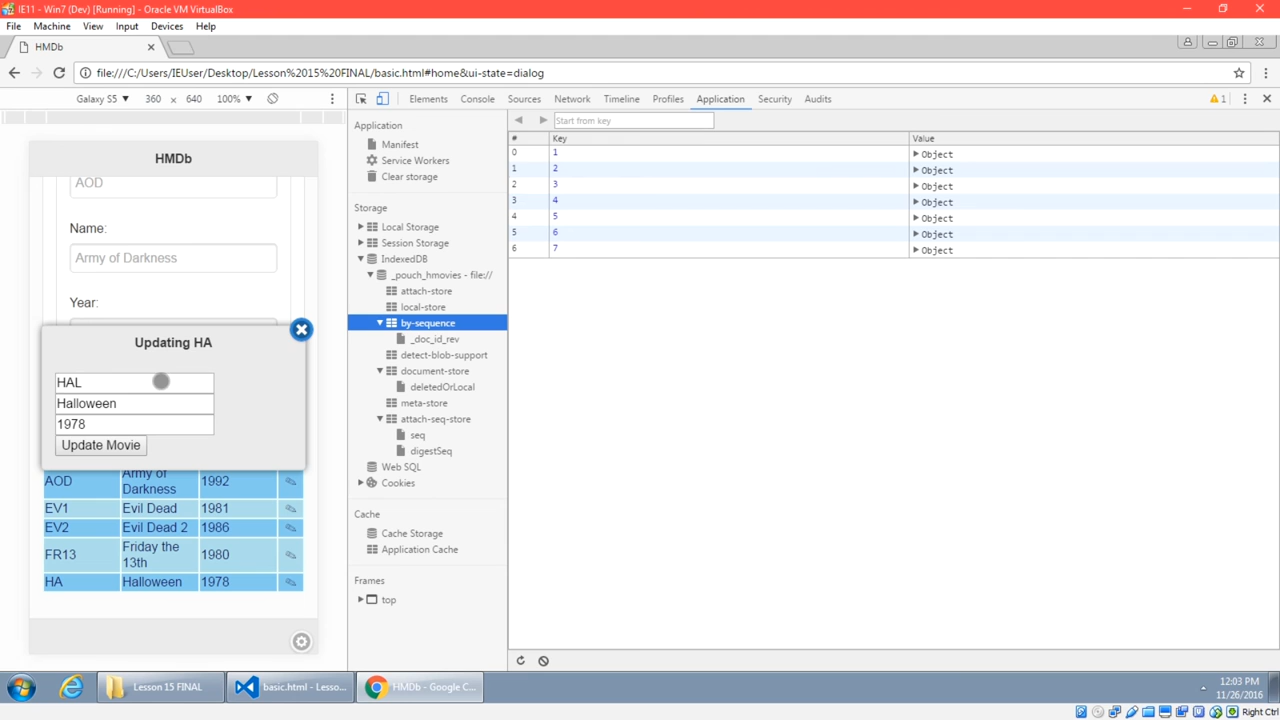 IE11 - Win7 (Dev) [Running] - Oracle VM VirtualBox
File Machine View Input Devices Help
HMDb
file:///C:/Users/IEUser/Desktop/Lesson%2015%20FINAL/basic.html#home&ui-state=dialog
Galaxy S5 ▼ 360 × 640 100% ▼
Elements Console Sources Network Timeline Profiles Application Security Audits
1
HMDb
AOD
Name:
Army of Darkness
Year:
Updating HA
HAL
Halloween
1978
Update Movie
AOD Army of Darkness 1992
EV1 Evil Dead 1981
EV2 Evil Dead 2 1986
FR13 Friday the 13th 1980
HA Halloween 1978
Application
Manifest
Service Workers
Clear storage
Storage
Local Storage
Session Storage
IndexedDB
_pouch_hmovies - file://
attach-store
local-store
by-sequence
_doc_id_rev
detect-blob-support
document-store
deletedOrLocal
meta-store
attach-seq-store
seq
digestSeq
Web SQL
Cookies
Cache
Cache Storage
Application Cache
Frames
top
Start from key
# Key Value
0 1 Object
1 2 Object
2 3 Object
3 4 Object
4 5 Object
5 6 Object
6 7 Object
Lesson 15 FINAL
basic.html - Lesso...
HMDb - Google C...
12:03 PM
11/26/2016
Right Ctrl